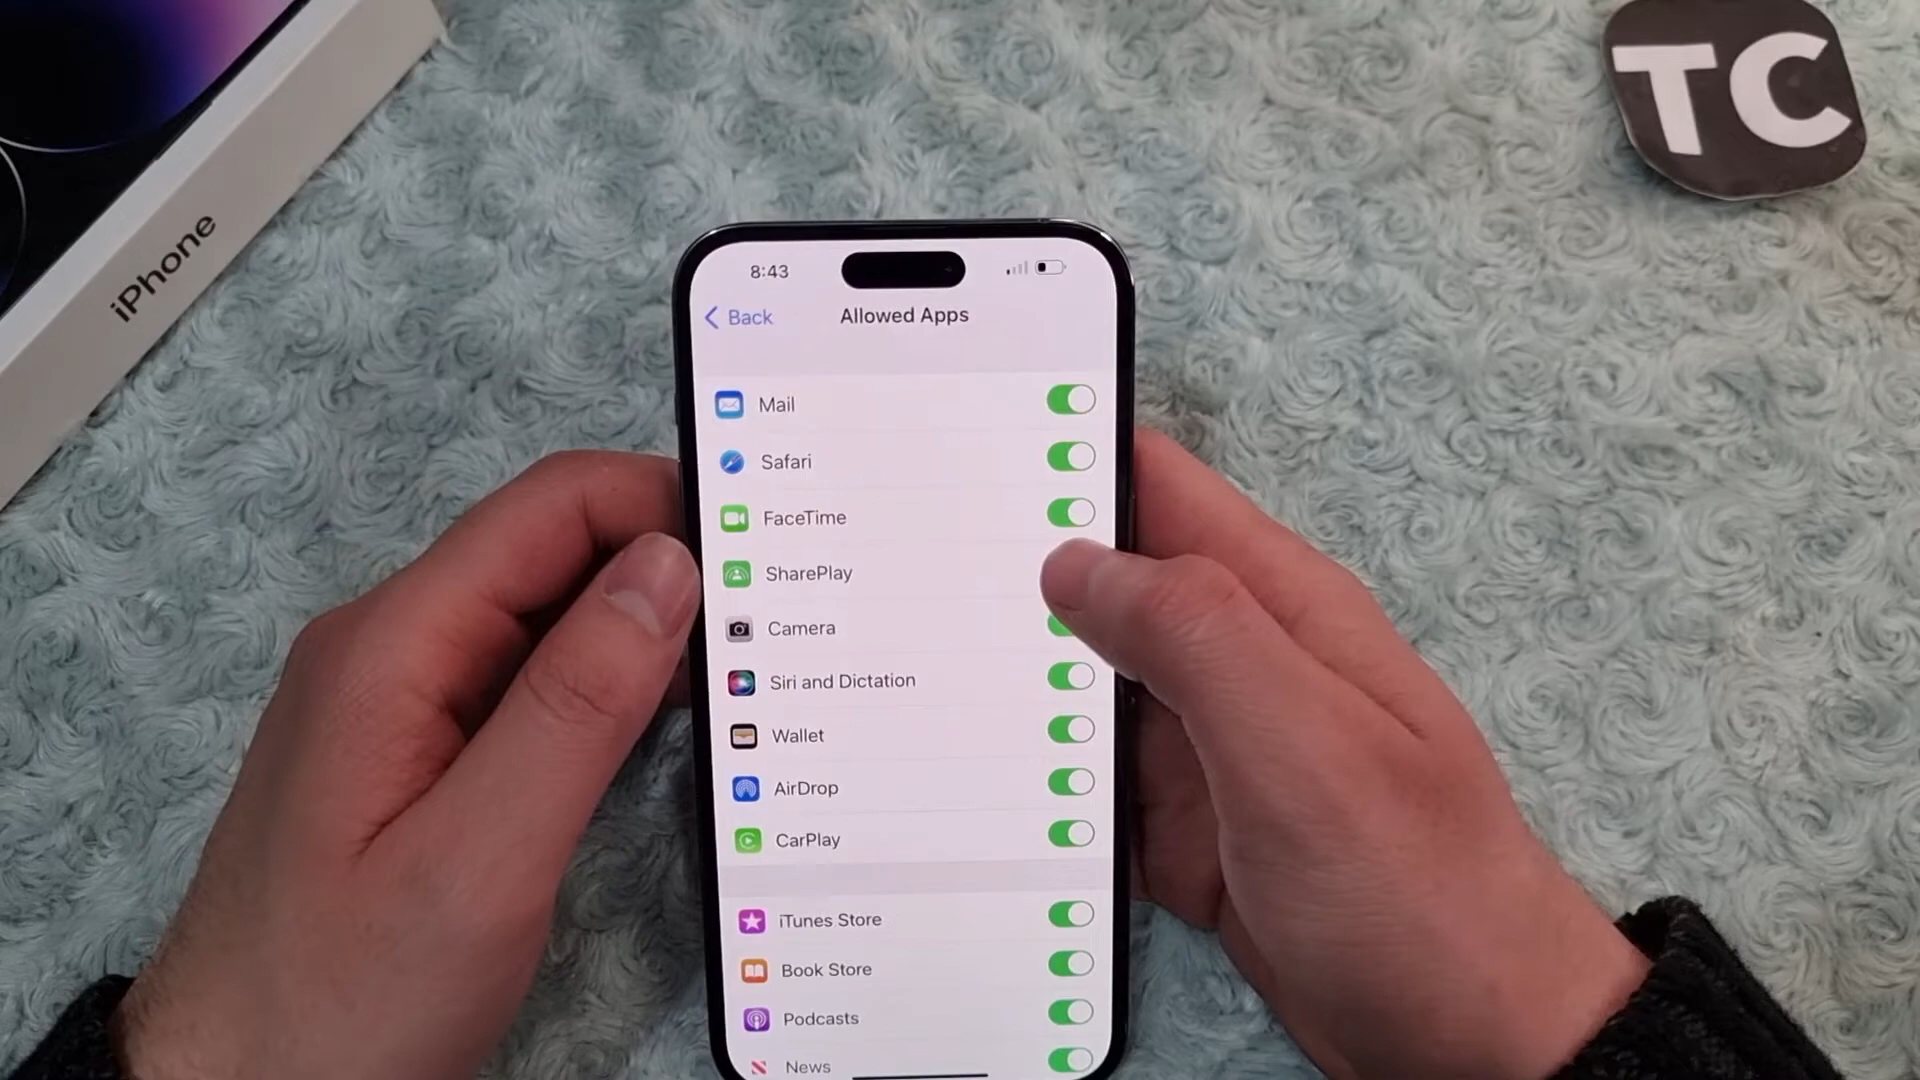 TC
iPhone
8:43
Back
Allowed Apps
Mail
Safari
FaceTime
SharePlay
Camera
Siri and Dictation
Wallet
AirDrop
CarPlay
iTunes Store
Book Store
Podcasts
News